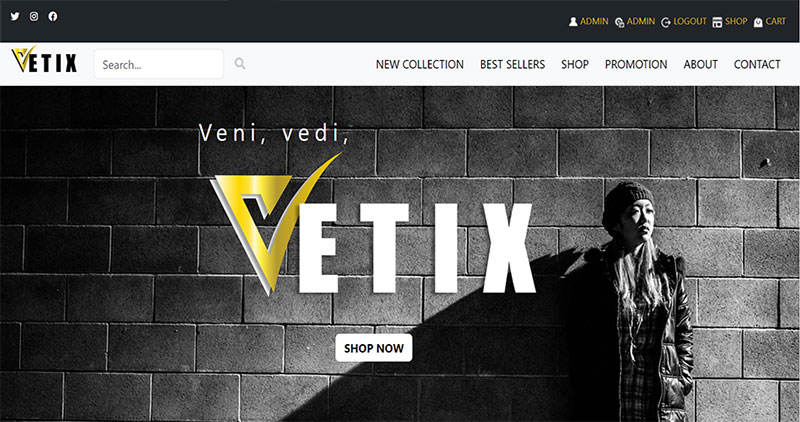 ADMIN ADMIN LOGOUT SHOP CART
VETIX Search... NEW COLLECTION BEST SELLERS SHOP PROMOTION ABOUT CONTACT
Veni, vedi,
VETIX
SHOP NOW